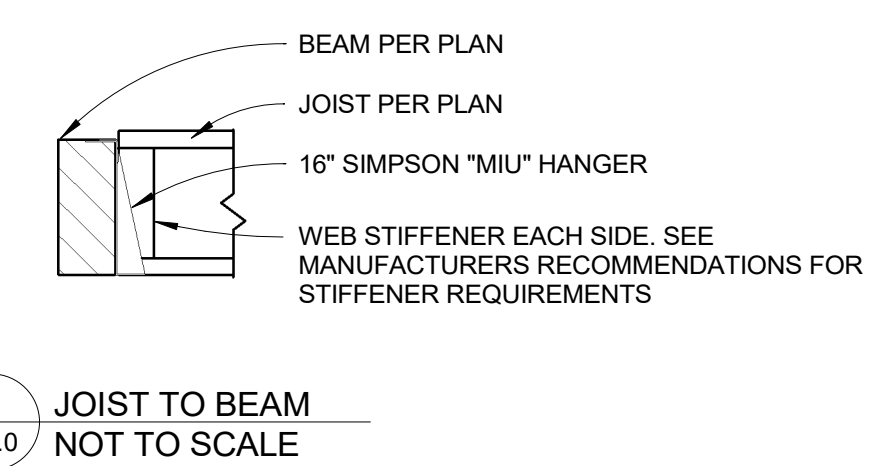 BEAM PER PLAN
JOIST PER PLAN
16" SIMPSON "MIU" HANGER
WEB STIFFENER EACH SIDE. SEE
MANUFACTURERS RECOMMENDATIONS FOR
STIFFENER REQUIREMENTS
JOIST TO BEAM
.0 NOT TO SCALE